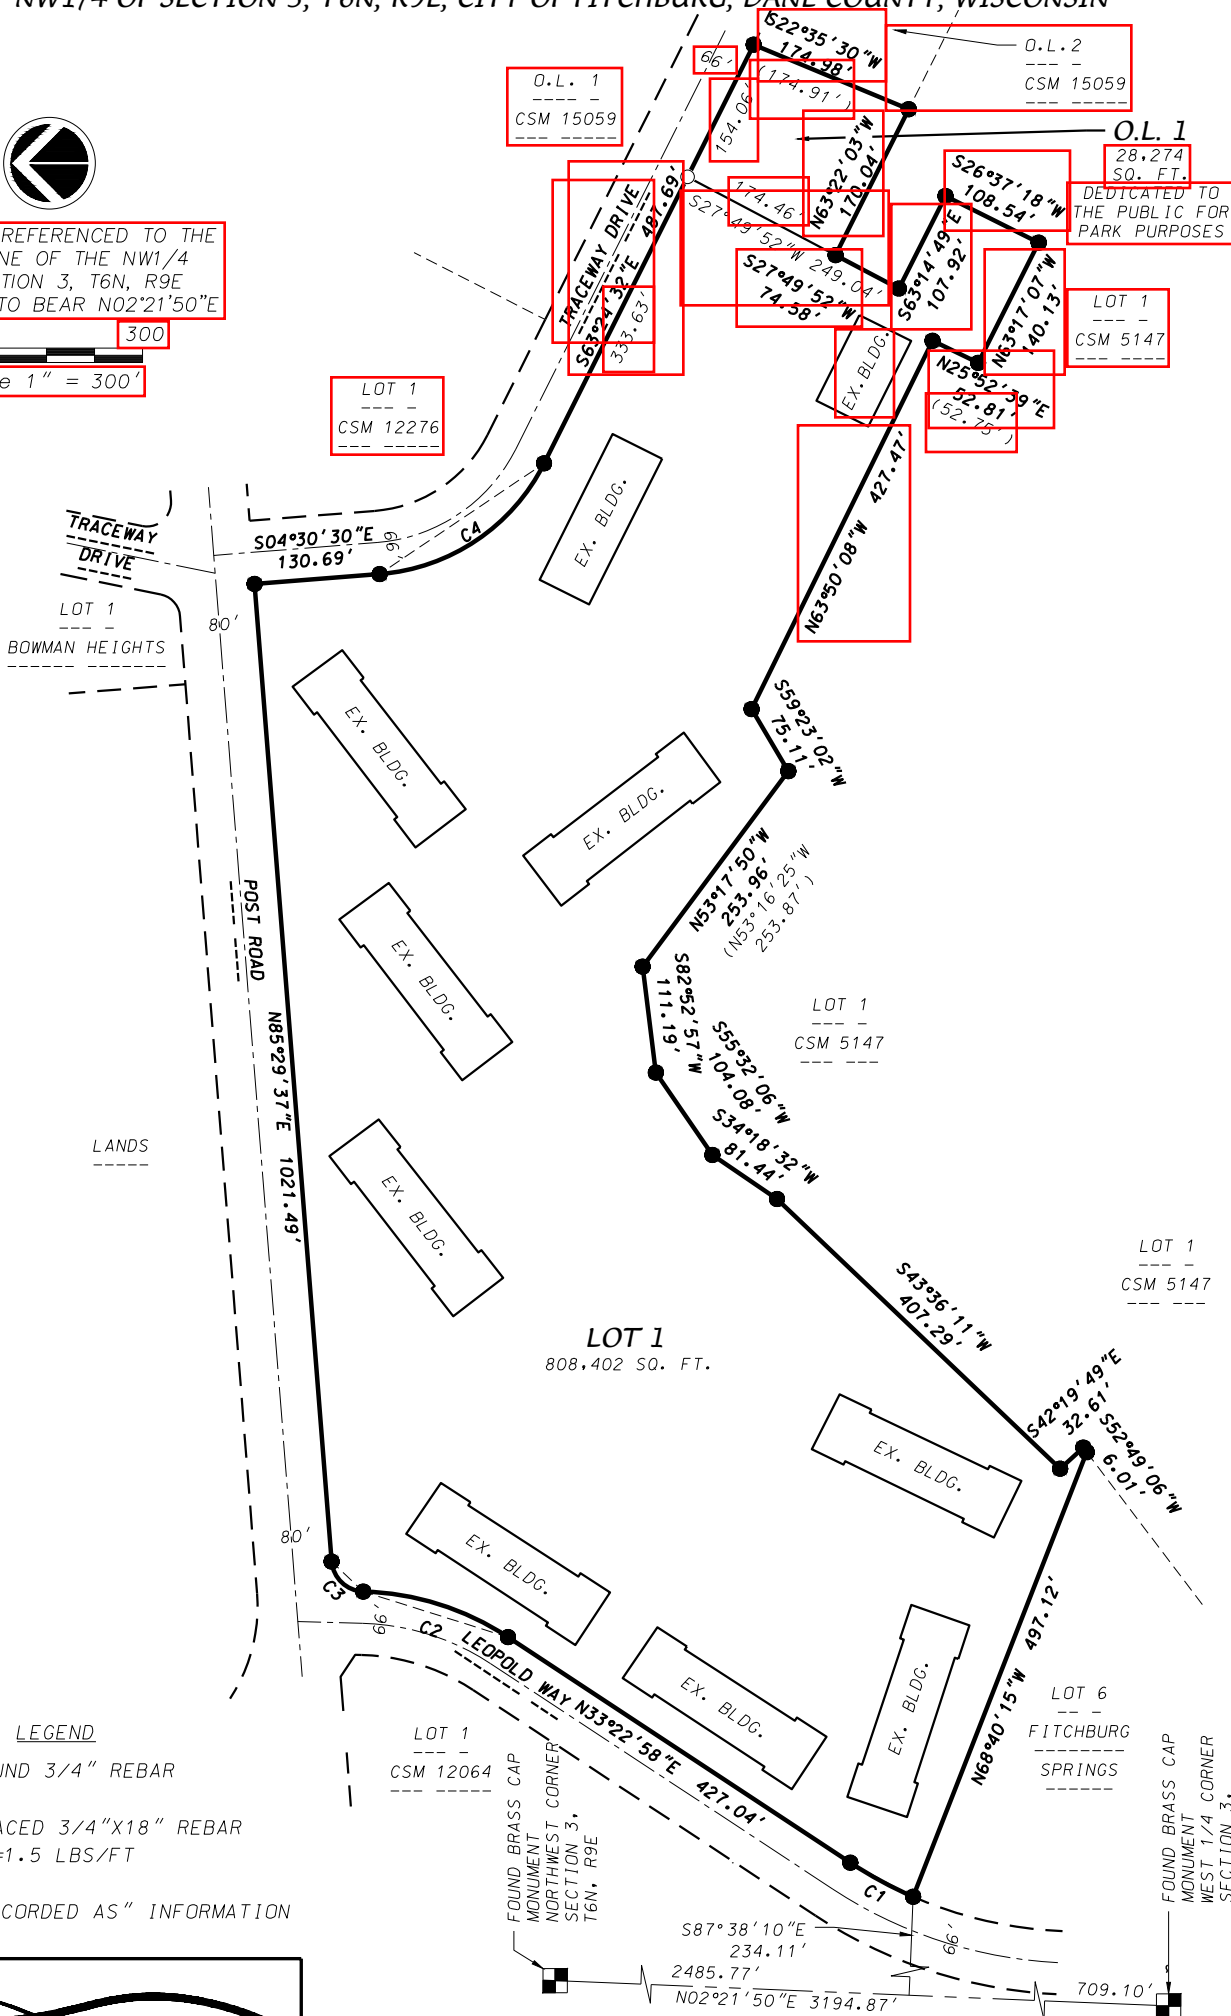 NW1/4 OF SECTION 3, T6N, R9E, CITY OF FITCHBURG, DANE COUNTY, WISCONSIN
S22°35'30"W
174.98'
(174.91')
66'
154.06'
O.L. 1
CSM 15059
O.L.2
CSM 15059
O.L. 1
28,274
SQ. FT.
DEDICATED TO
THE PUBLIC FOR
PARK PURPOSES
N63°22'03"W
170.04'
S26°37'18"W
108.54'
174.46'
S27°49'52"W 249.04'
S27°49'52"W
74.58'
S63°14'49"E
107.92'
N63°17'07"W
140.13'
LOT 1
CSM 5147
REFERENCED TO THE
NE OF THE NW1/4
TION 3, T6N, R9E
TO BEAR N02°21'50"E
300
e 1" = 300'
TRACEWAY DRIVE
S63°24'32"E 487.69'
333.63'
EX. BLDG.
N25°52'39"E
52.81'
(52.75')
LOT 1
CSM 12276
N63°50'08"W 427.47'
EX. BLDG.
TRACEWAY
DRIVE
S04°30'30"E
130.69'
66'
C4
LOT 1
BOWMAN HEIGHTS
80'
S59°23'02"W
75.11'
EX. BLDG.
EX. BLDG.
N53°17'50"W
253.96'
(N53°16'25"W
253.87')
POST ROAD
N85°29'37"E 1021.49'
EX. BLDG.
S82°52'57"W
111.19'
S55°32'06"W
104.08'
LOT 1
CSM 5147
S34°18'32"W
81.44'
LANDS
EX. BLDG.
S43°36'11"W
407.29'
LOT 1
CSM 5147
LOT 1
808,402 SQ. FT.
S42°19'49"E
32.61'
S52°49'06"W
6.01'
EX. BLDG.
80'
EX. BLDG.
C3
66'
C2
LEOPOLD WAY
N33°22'58"E 427.04'
EX. BLDG.
EX. BLDG.
N68°40'15"W 497.12'
LOT 6
FITCHBURG
SPRINGS
LEGEND
UND 3/4" REBAR
ACED 3/4"X18" REBAR
=1.5 LBS/FT
CORDED AS" INFORMATION
LOT 1
CSM 12064
FOUND BRASS CAP
MONUMENT
NORTHWEST CORNER
SECTION 3,
T6N, R9E
C1
66'
S87°38'10"E
234.11'
2485.77'
N02°21'50"E 3194.87'
709.10'
FOUND BRASS CAP
MONUMENT
WEST 1/4 CORNER
SECTION 3,